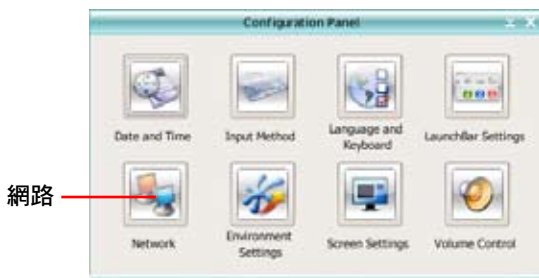 Configuration Panel
Date and Time
Input Method
Language and
Keyboard
LaunchBar Settings
網路
Network
Environment
Settings
Screen Settings
Volume Control